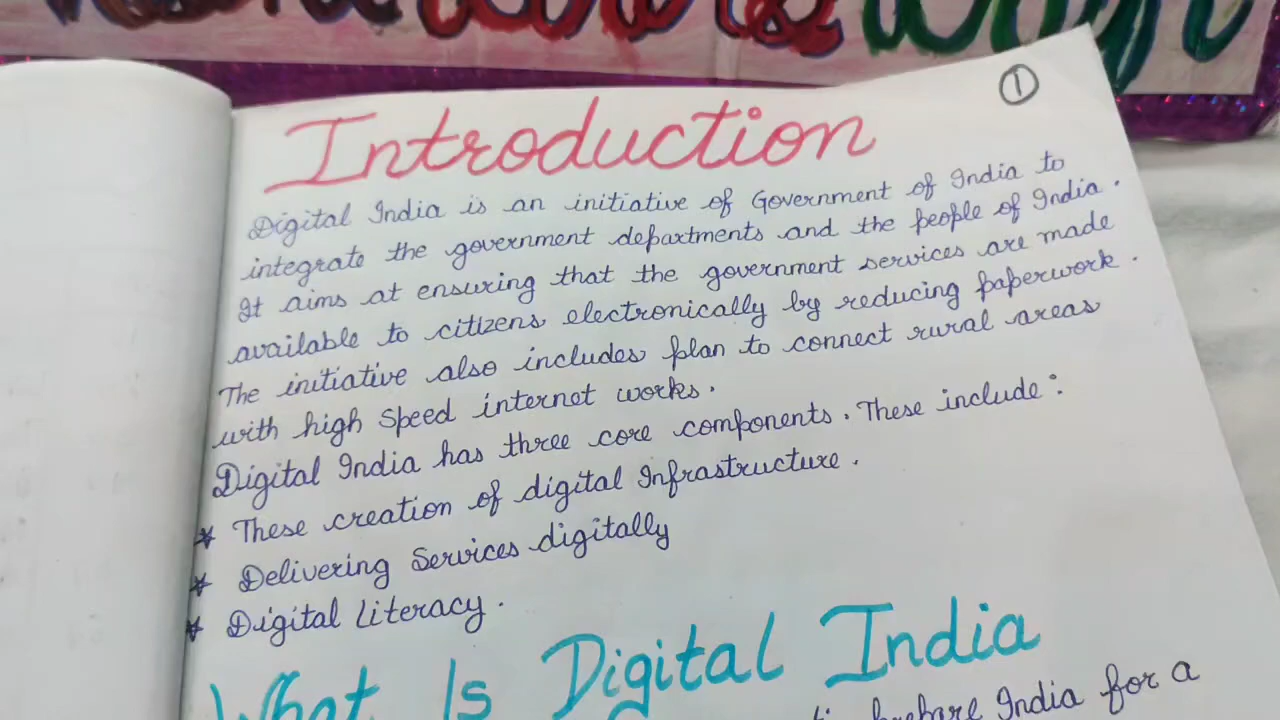 1
Introduction
Digital India is an initiative of Government of India to
integrate the government departments and the people of India.
It aims at ensuring that the government services are made
available to citizens electronically by reducing paperwork.
The initiative also includes plan to connect rural areas
with high speed internet works.
Digital India has three core components. These include:
* These creation of digital Infrastructure.
* Delivering Services digitally
* Digital Literacy.
What Is Digital India
prepare India for a